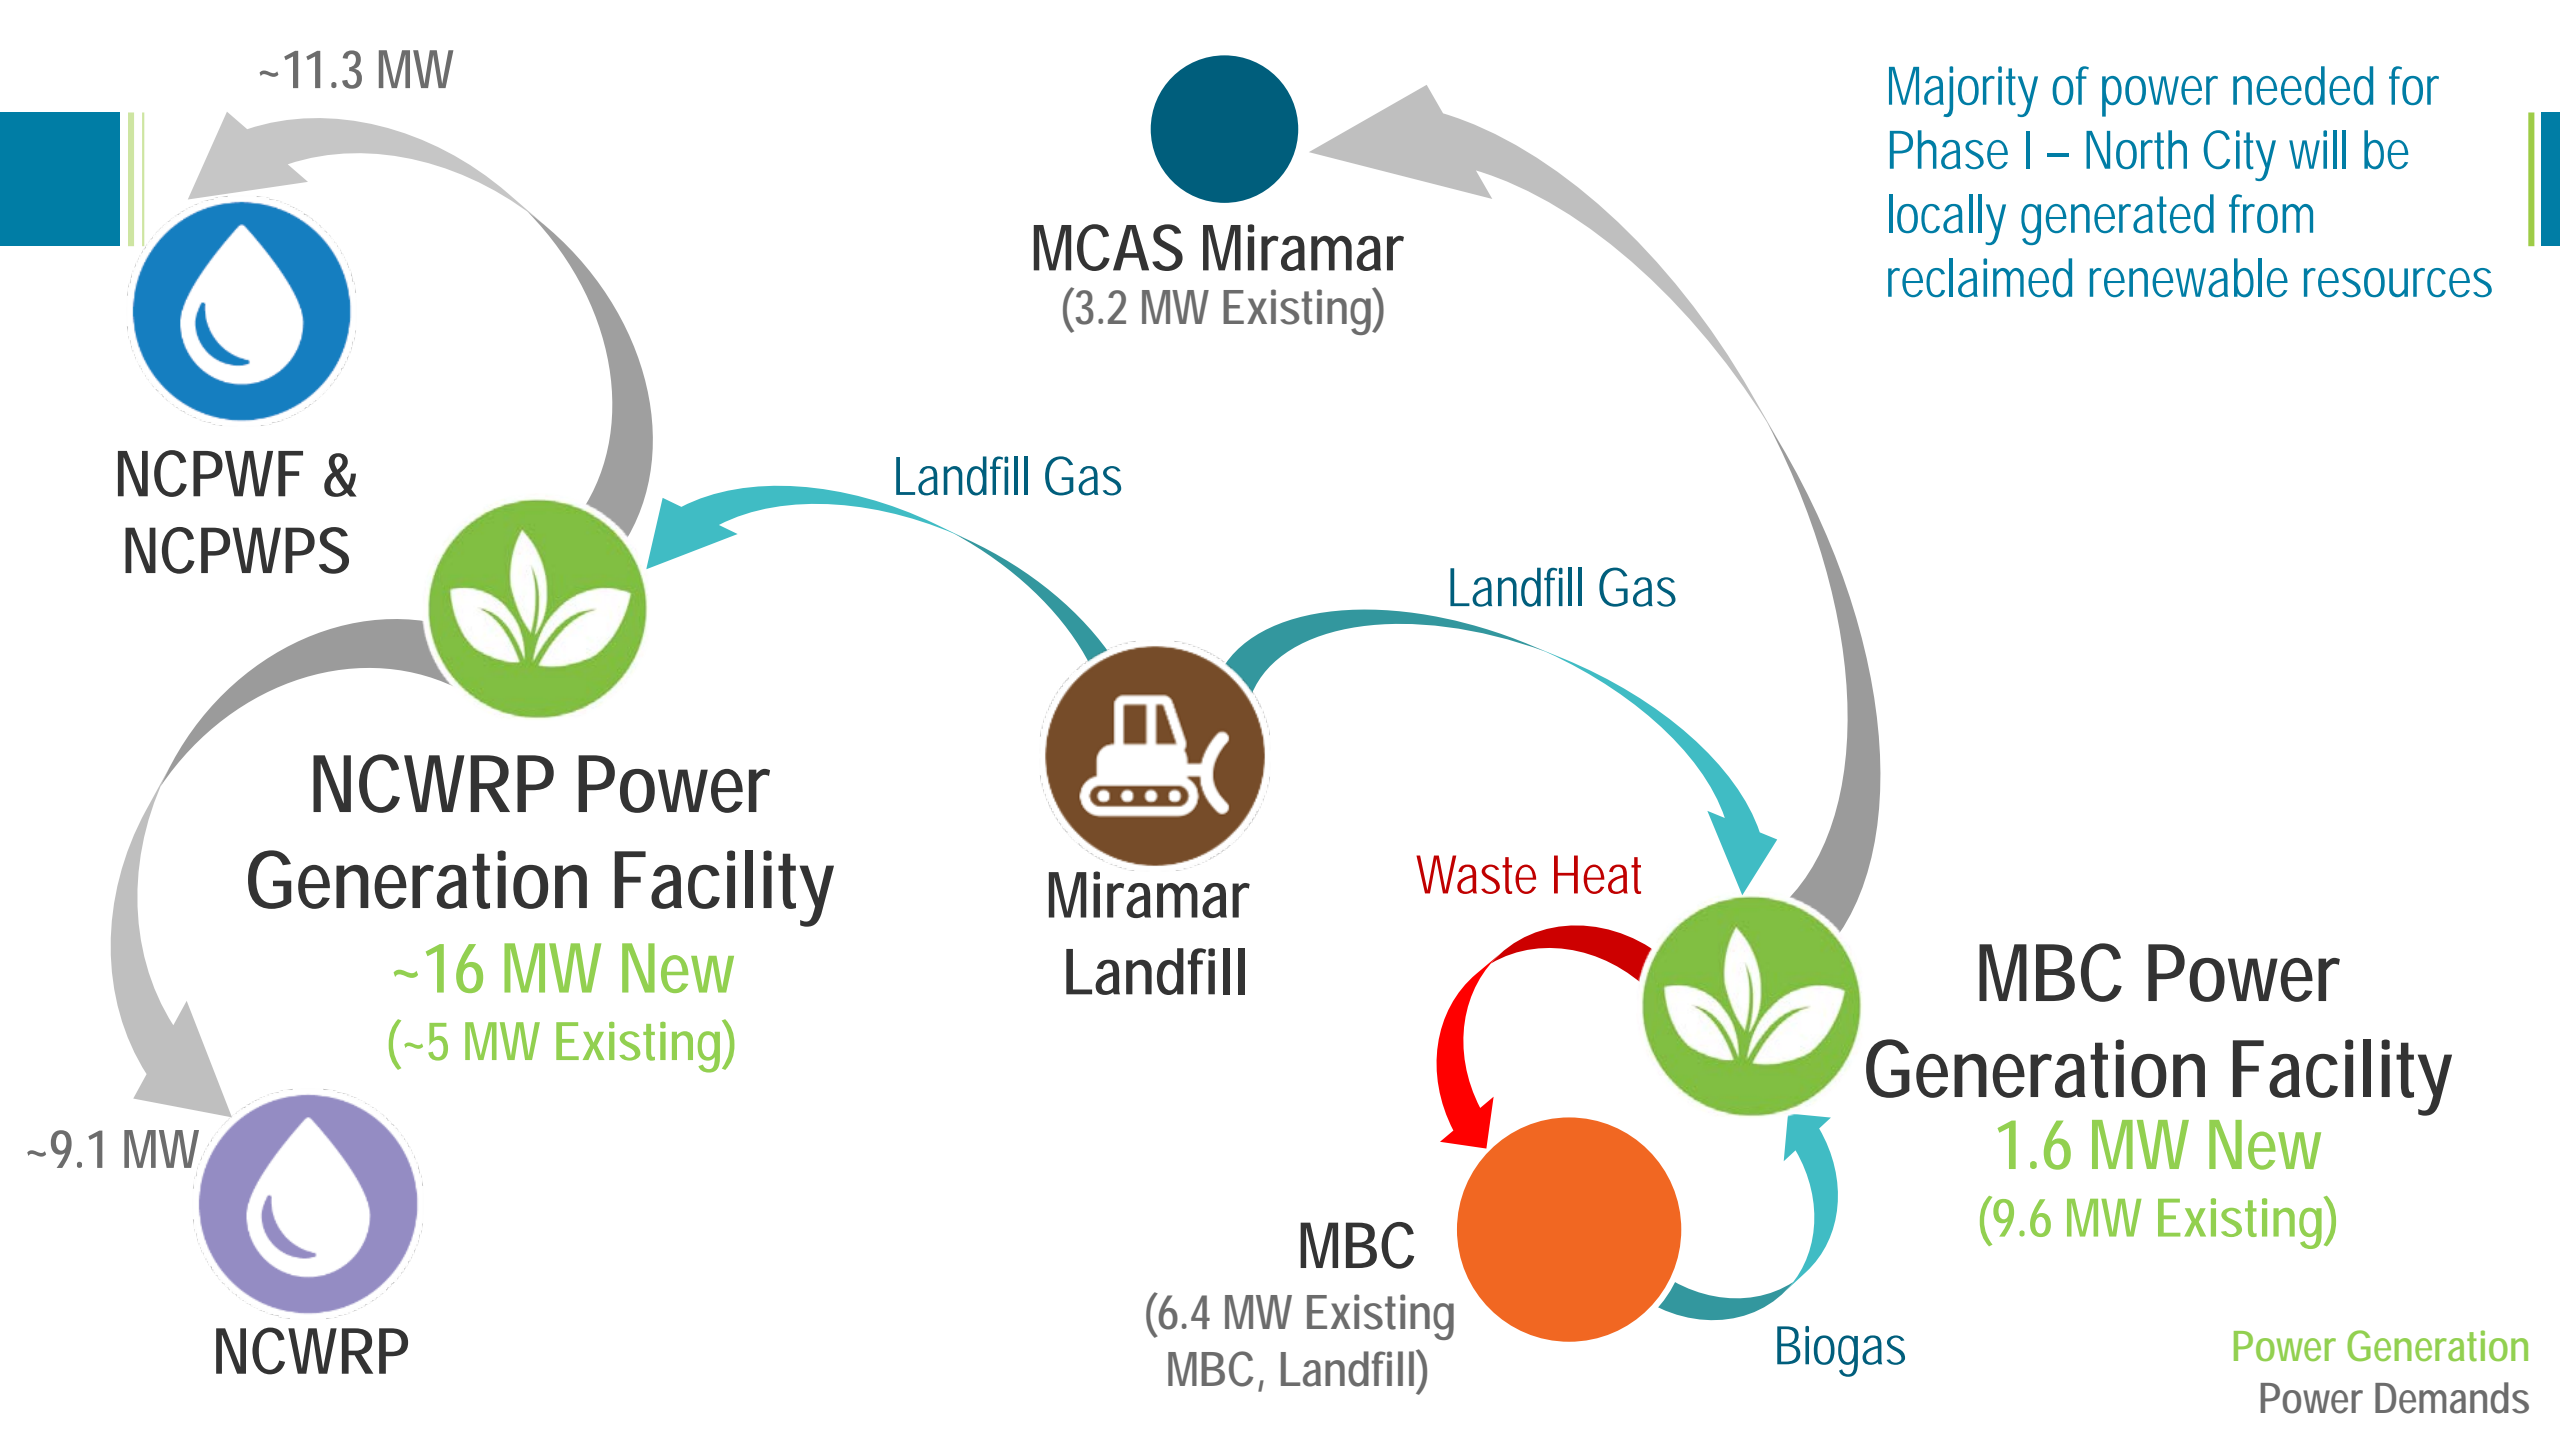 ~11.3 MW
Majority of power needed for
Phase I – North City will be
locally generated from
reclaimed renewable resources
MCAS Miramar
(3.2 MW Existing)
NCPWF &
NCPWPS
Landfill Gas
Landfill Gas
NCWRP Power
Generation Facility
~16 MW New
(~5 MW Existing)
Miramar
Landfill
Waste Heat
MBC Power
Generation Facility
1.6 MW New
(9.6 MW Existing)
~9.1 MW
NCWRP
MBC
(6.4 MW Existing
MBC, Landfill)
Biogas
Power Generation
Power Demands